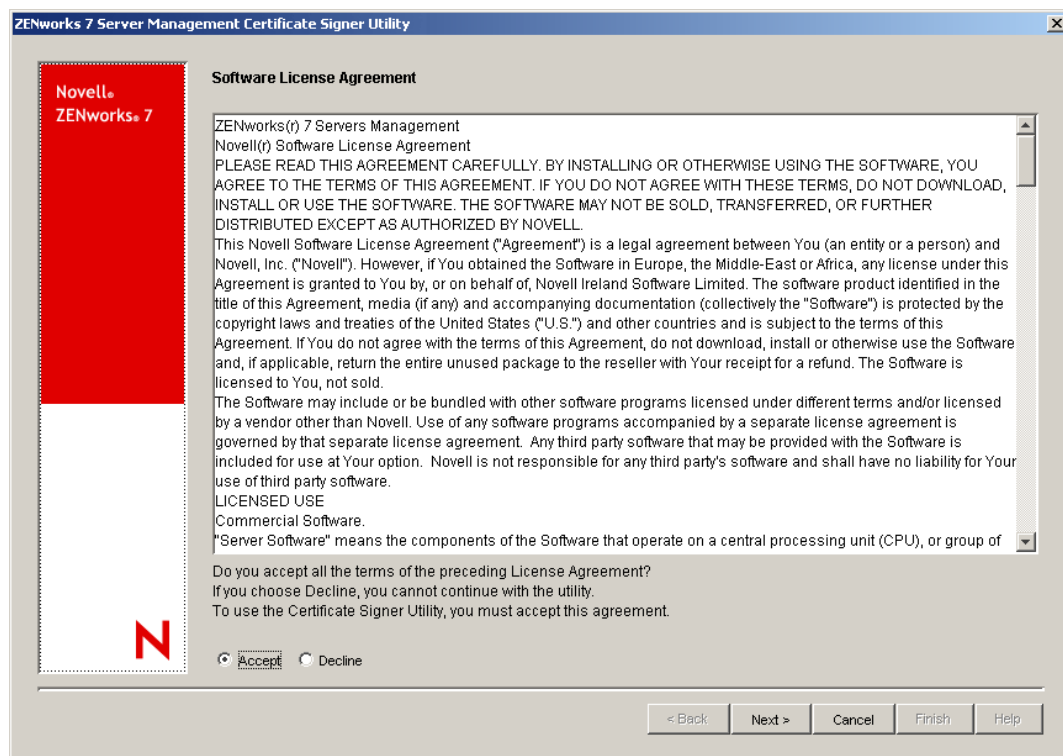 ZENworks 7 Server Management Certificate Signer Utility
Novell®
ZENworks® 7
Software License Agreement
ZENworks(r) 7 Servers Management
Novell(r) Software License Agreement
PLEASE READ THIS AGREEMENT CAREFULLY. BY INSTALLING OR OTHERWISE USING THE SOFTWARE, YOU
AGREE TO THE TERMS OF THIS AGREEMENT. IF YOU DO NOT AGREE WITH THESE TERMS, DO NOT DOWNLOAD,
INSTALL OR USE THE SOFTWARE. THE SOFTWARE MAY NOT BE SOLD, TRANSFERRED, OR FURTHER
DISTRIBUTED EXCEPT AS AUTHORIZED BY NOVELL.
This Novell Software License Agreement ("Agreement") is a legal agreement between You (an entity or a person) and
Novell, Inc. ("Novell"). However, if You obtained the Software in Europe, the Middle-East or Africa, any license under this
Agreement is granted to You by, or on behalf of, Novell Ireland Software Limited. The software product identified in the
title of this Agreement, media (if any) and accompanying documentation (collectively the "Software") is protected by the
copyright laws and treaties of the United States ("U.S.") and other countries and is subject to the terms of this
Agreement. If You do not agree with the terms of this Agreement, do not download, install or otherwise use the Software
and, if applicable, return the entire unused package to the reseller with Your receipt for a refund. The Software is
licensed to You, not sold.
The Software may include or be bundled with other software programs licensed under different terms and/or licensed
by a vendor other than Novell. Use of any software programs accompanied by a separate license agreement is
governed by that separate license agreement.  Any third party software that may be provided with the Software is
included for use at Your option.  Novell is not responsible for any third party's software and shall have no liability for Your
use of third party software.
LICENSED USE
Commercial Software.
"Server Software" means the components of the Software that operate on a central processing unit (CPU), or group of
Do you accept all the terms of the preceding License Agreement?
If you choose Decline, you cannot continue with the utility.
To use the Certificate Signer Utility, you must accept this agreement.
N
Accept Decline
< Back Next > Cancel Finish Help